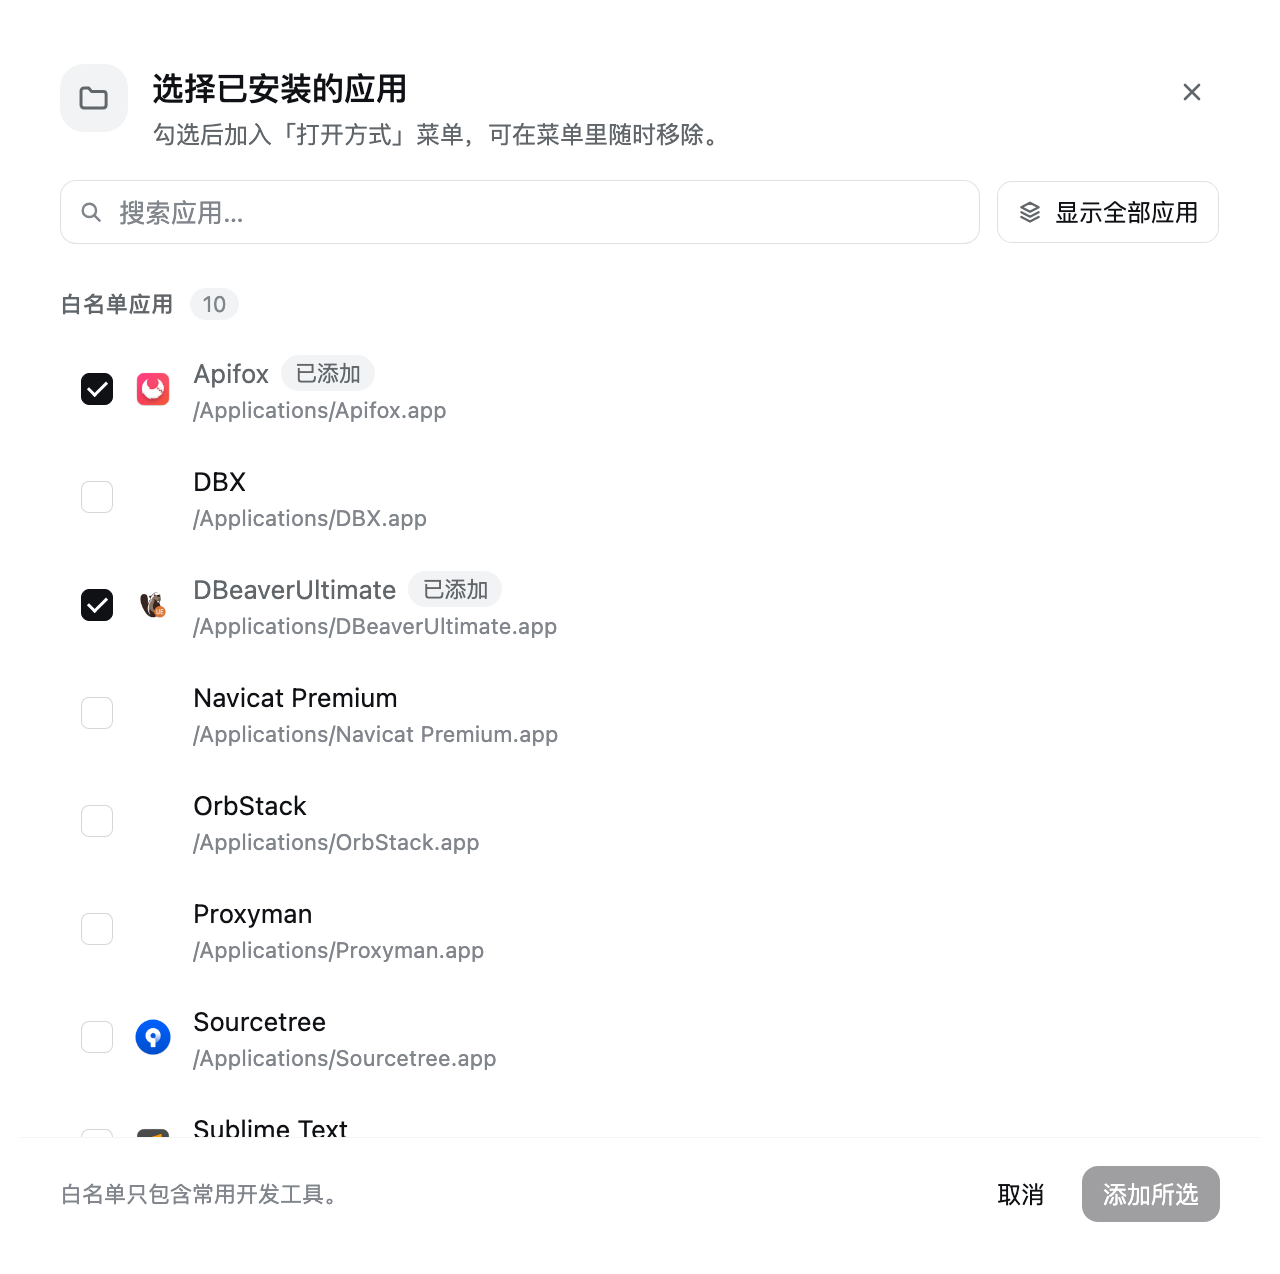 选择已安装的应用
勾选后加入「打开方式」菜单，可在菜单里随时移除。
搜索应用...
显示全部应用
白名单应用 10
Apifox 已添加
/Applications/Apifox.app
DBX
/Applications/DBX.app
DBeaverUltimate 已添加
/Applications/DBeaverUltimate.app
Navicat Premium
/Applications/Navicat Premium.app
OrbStack
/Applications/OrbStack.app
Proxyman
/Applications/Proxyman.app
Sourcetree
/Applications/Sourcetree.app
Sublime Text
白名单只包含常用开发工具。
取消
添加所选